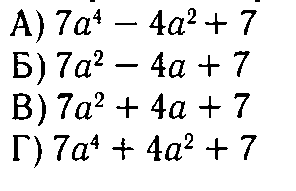 А) 7a⁴ − 4a² + 7
Б) 7a² − 4a + 7
В) 7a² + 4a + 7
Г) 7a⁴ + 4a² + 7